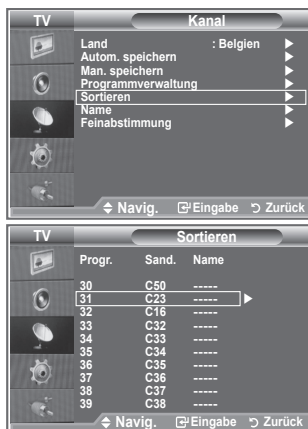 TV Kanal
Land : Belgien
Autom. speichern
Man. speichern
Programmverwaltung
Sortieren
Name
Feinabstimmung
Navig. Eingabe Zurück
TV Sortieren
Progr. Sand. Name
30 C50 -----
31 C23 -----
32 C16 -----
33 C32 -----
34 C33 -----
35 C34 -----
36 C35 -----
37 C36 -----
38 C37 -----
39 C38 -----
Navig. Eingabe Zurück